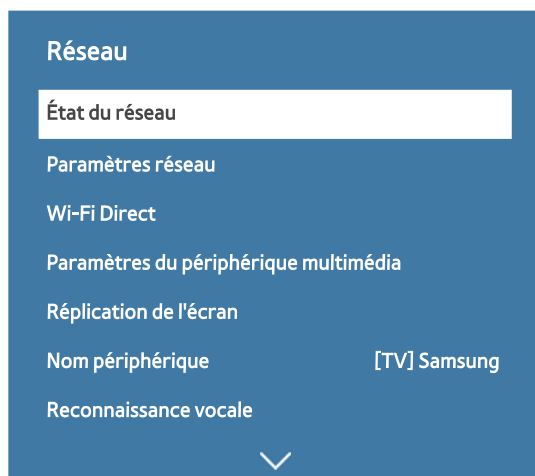 Réseau
État du réseau
Paramètres réseau
Wi-Fi Direct
Paramètres du périphérique multimédia
Réplication de l'écran
Nom périphérique [TV] Samsung
Reconnaissance vocale